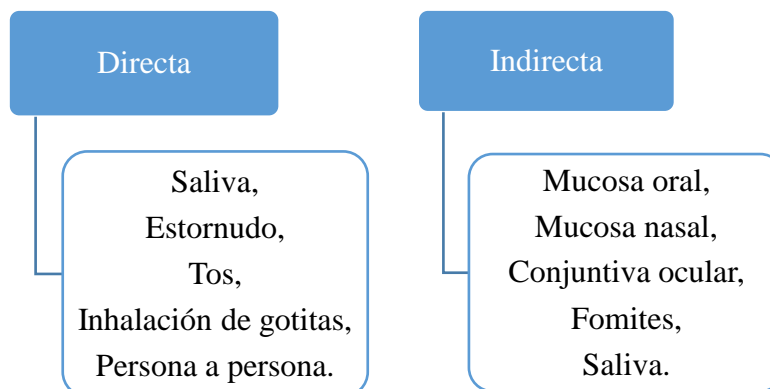 Directa
Saliva,
Estornudo,
Tos,
Inhalación de gotitas,
Persona a persona.
Indirecta
Mucosa oral,
Mucosa nasal,
Conjuntiva ocular,
Fomites,
Saliva.